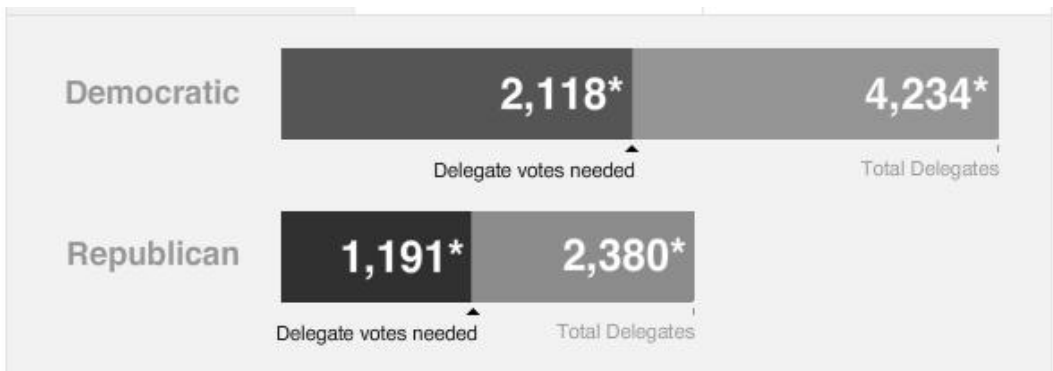 Democratic
2,118*
4,234*
Delegate votes needed
Total Delegates
Republican
1,191*
2,380*
Delegate votes needed
Total Delegates